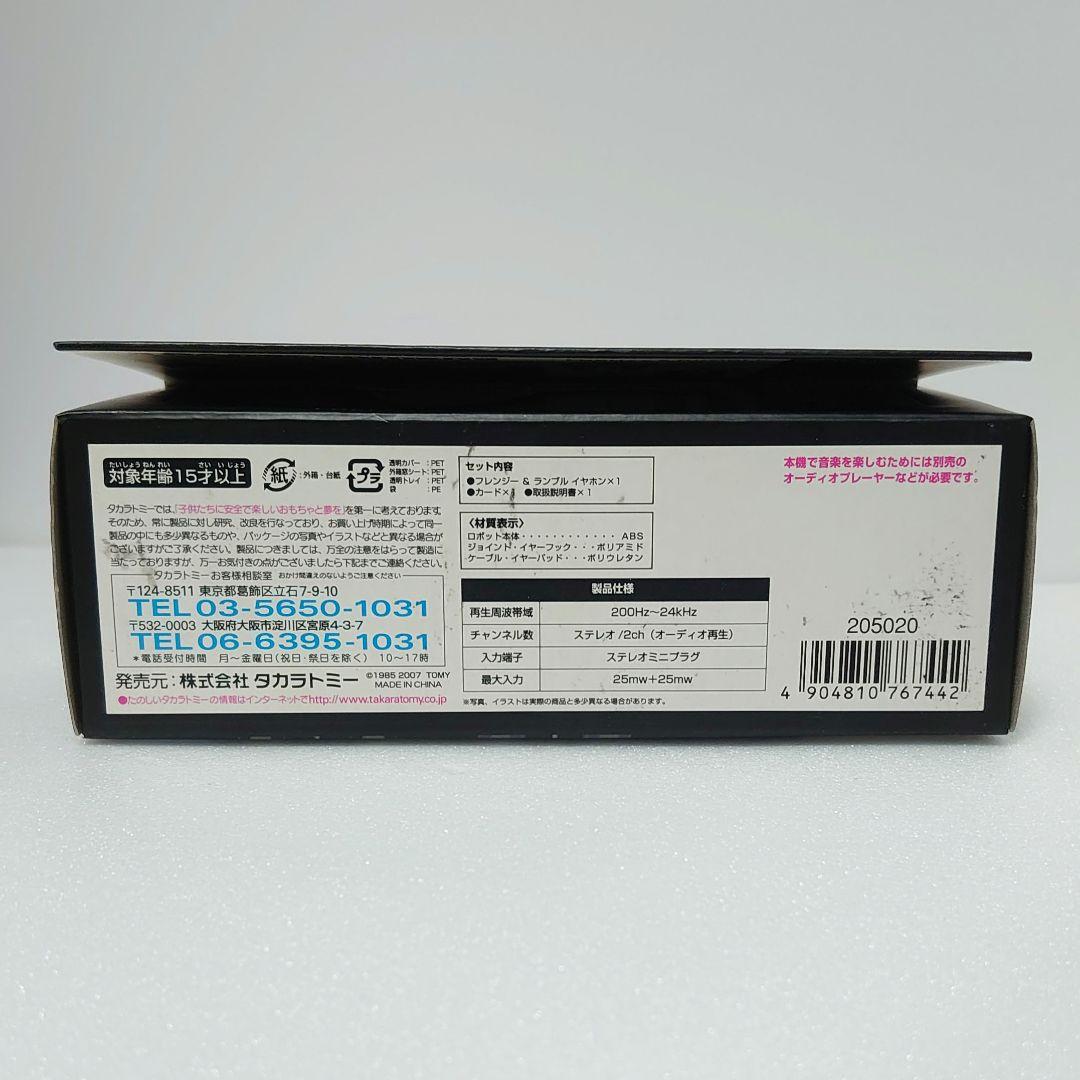 たいしょうねんれい さいいじょう
対象年齢15才以上
紙 :外箱・台紙
プラ
透明カバー :PET
外箱窓シート:PET
透明トレイ :PET
袋 :PE
タカラトミーでは、「子供たちに安全で楽しいおもちゃと夢を」を第一に考えております。
そのため、常に製品に対し研究、改良を行なっており、お買い上げ時期によって同一
製品の中にも多少異なるものや、パッケージの写真やイラストなどと異なる場合が
ございますがご了承ください。製品につきましては、万全の注意をはらって製造に
当たっておりますが、万一お気付きの点がございましたら下記までご連絡ください。
タカラトミーお客様相談室 おかけ間違えのないようご注意ください
〒124-8511 東京都葛飾区立石7-9-10
TEL 03-5650-1031
〒532-0003 大阪府大阪市淀川区宮原4-3-7
TEL 06-6395-1031
*電話受付時間 月〜金曜日(祝日・祭日を除く) 10〜17時
発売元:株式会社 タカラトミー
©1985 2007 TOMY
MADE IN CHINA
●たのしいタカラトミーの情報はインターネットでhttp://www.takaratomy.co.jp
セット内容
●フレンジー & ランブル イヤホン×1
●カード×1 ●取扱説明書×1
〈材質表示〉
ロボット本体・・・・・・・・・・・・ ABS
ジョイント・イヤーフック・・・ポリアミド
ケーブル・イヤーパッド・・・ポリウレタン
製品仕様
再生周波帯域 200Hz〜24kHz
チャンネル数 ステレオ/2ch(オーディオ再生)
入力端子 ステレオミニプラグ
最大入力 25mw+25mw
※写真、イラストは実際の商品と多少異なる場合があります。
本機で音楽を楽しむためには別売の
オーディオプレーヤーなどが必要です。
205020
4 904810 767442